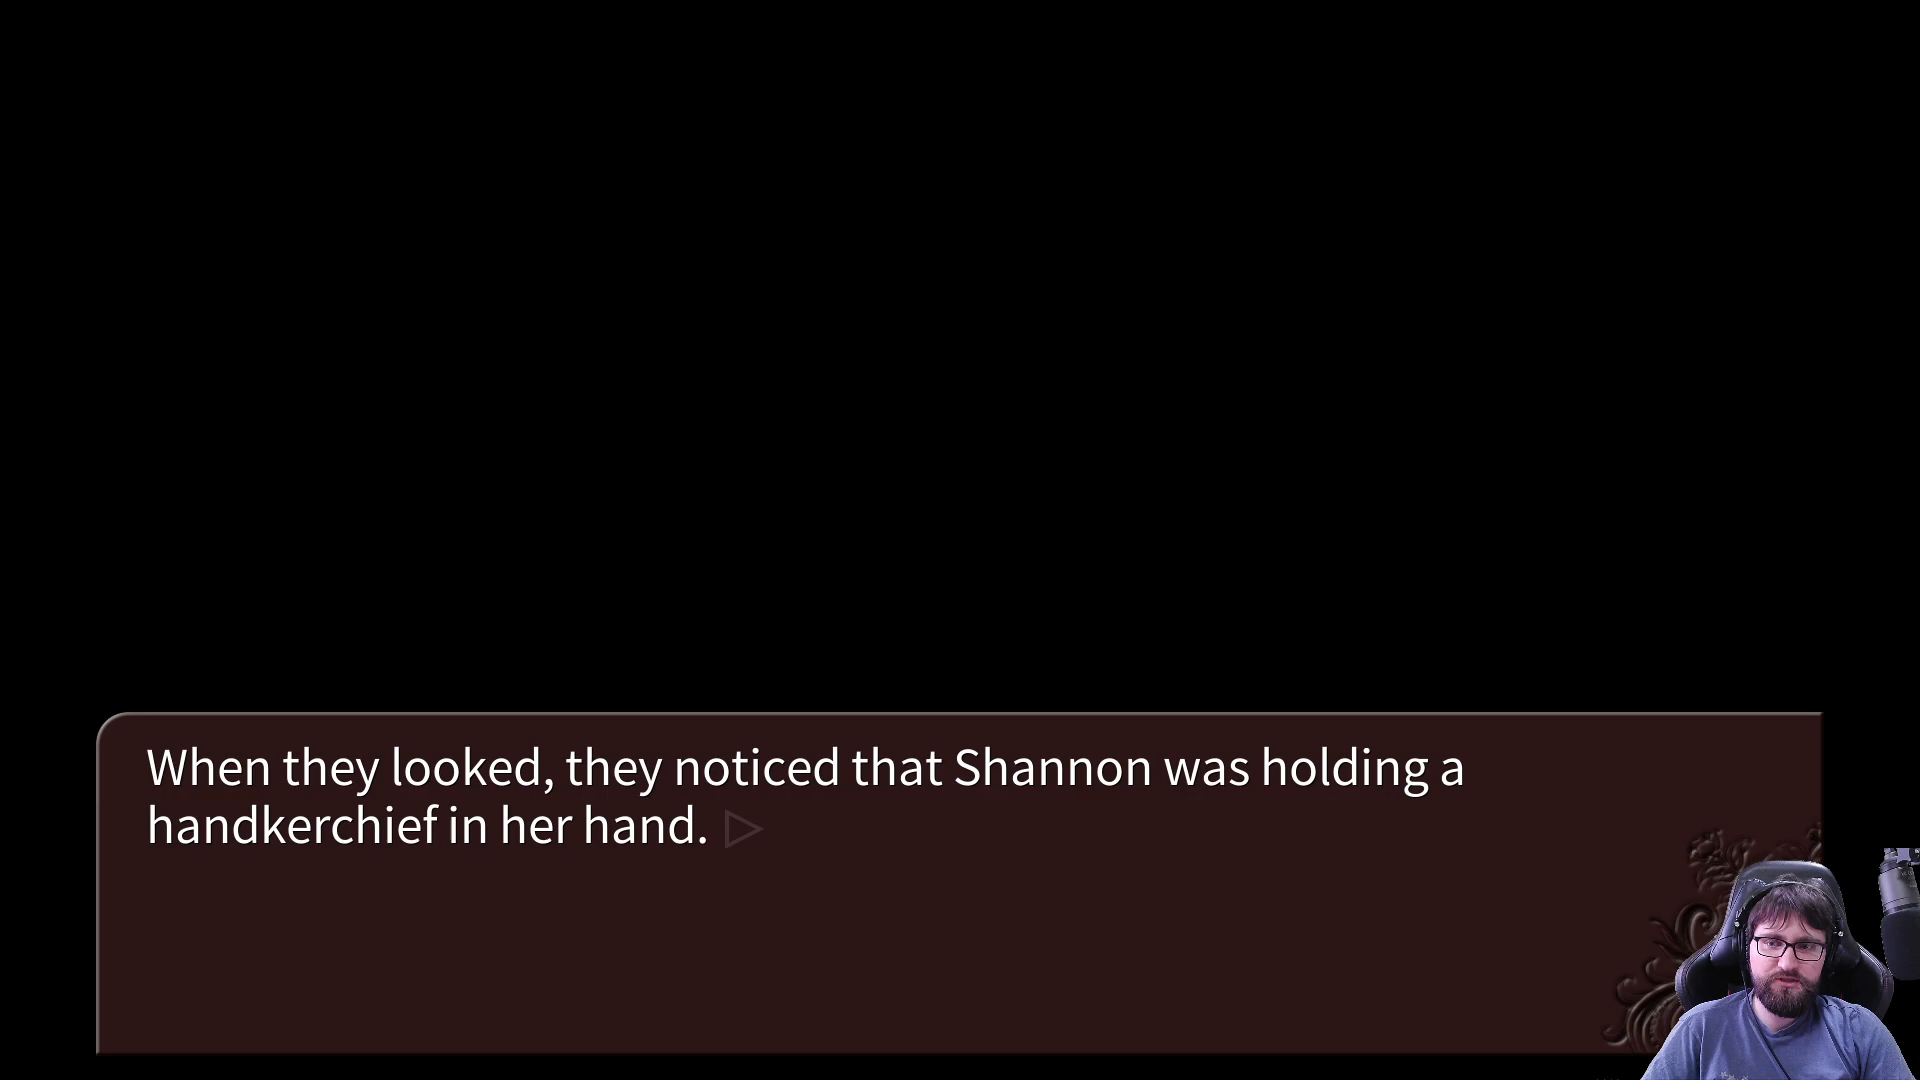 When they looked, they noticed that Shannon was holding a
handkerchief in her hand.